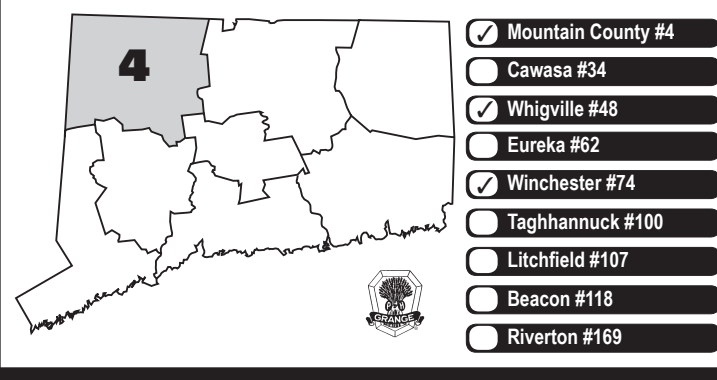 4
✓ Mountain County #4
Cawasa #34
✓ Whigville #48
Eureka #62
✓ Winchester #74
Taghhannuck #100
Litchfield #107
Beacon #118
Riverton #169
GRANGE